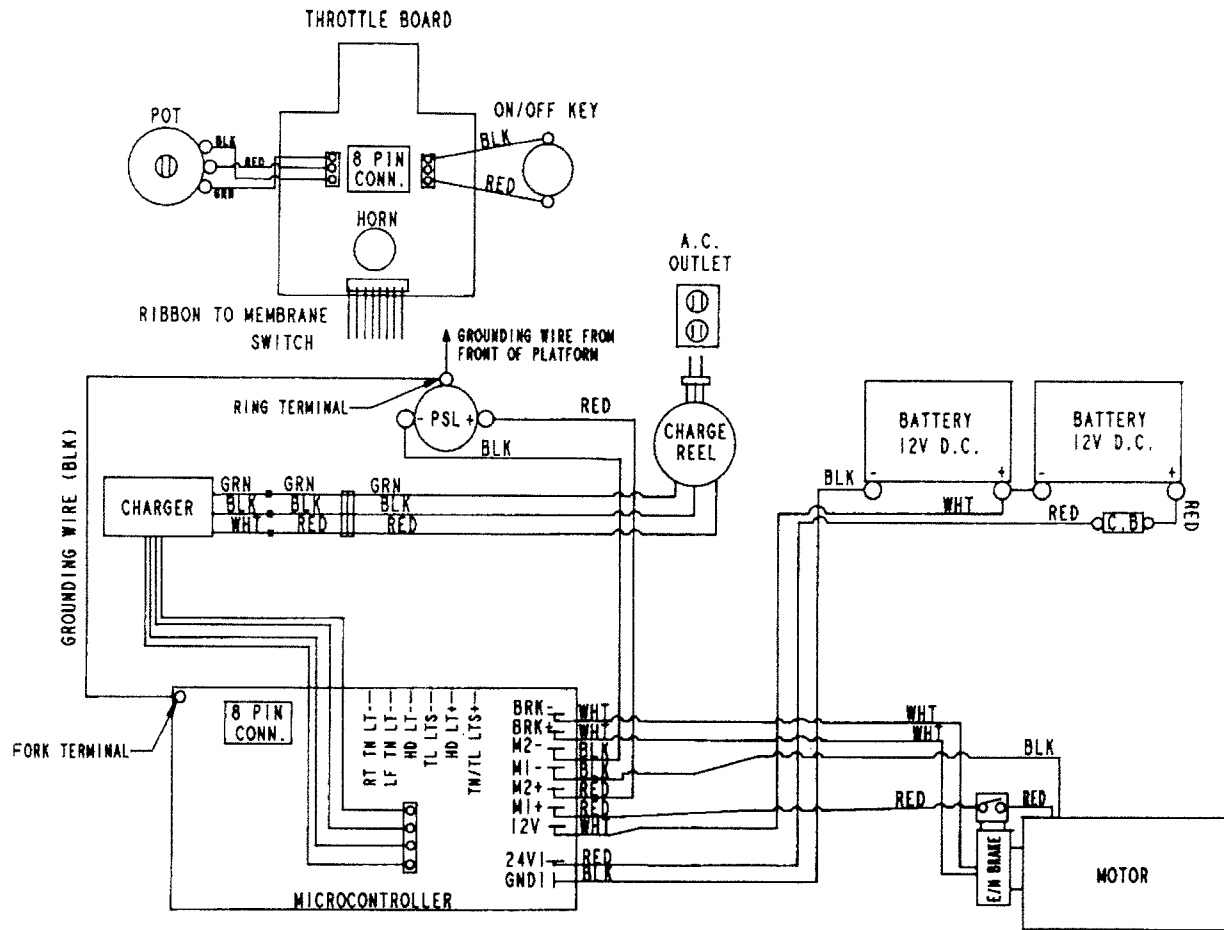 THROTTLE BOARD
POT
ON/OFF KEY
BLK
RED
GRN
8 PIN
CONN.
BLK
RED
HORN
A.C.
OUTLET
RIBBON TO MEMBRANE
SWITCH
GROUNDING WIRE FROM
FRONT OF PLATFORM
RING TERMINAL
- PSL +
RED
BLK
CHARGE
REEL
BATTERY
12V D.C.
- +
BATTERY
12V D.C.
- +
BLK
WHT
RED
C.B
RED
GROUNDING WIRE (BLK)
CHARGER
GRN GRN GRN
BLK BLK BLK
WHT RED RED
FORK TERMINAL
8 PIN
CONN.
RT TN LT-
LF TN LT-
HD LT-
TL LTS-
HD LT+
TN/TL LTS+
BRK- WHT
BRK+ WHT
M2- BLK
M1- BLK
M2+ RED
M1+ RED
12V WHT
24V RED
GND BLK
MICROCONTROLLER
WHT
WHT
BLK
RED
RED
E/M BRAKE
MOTOR